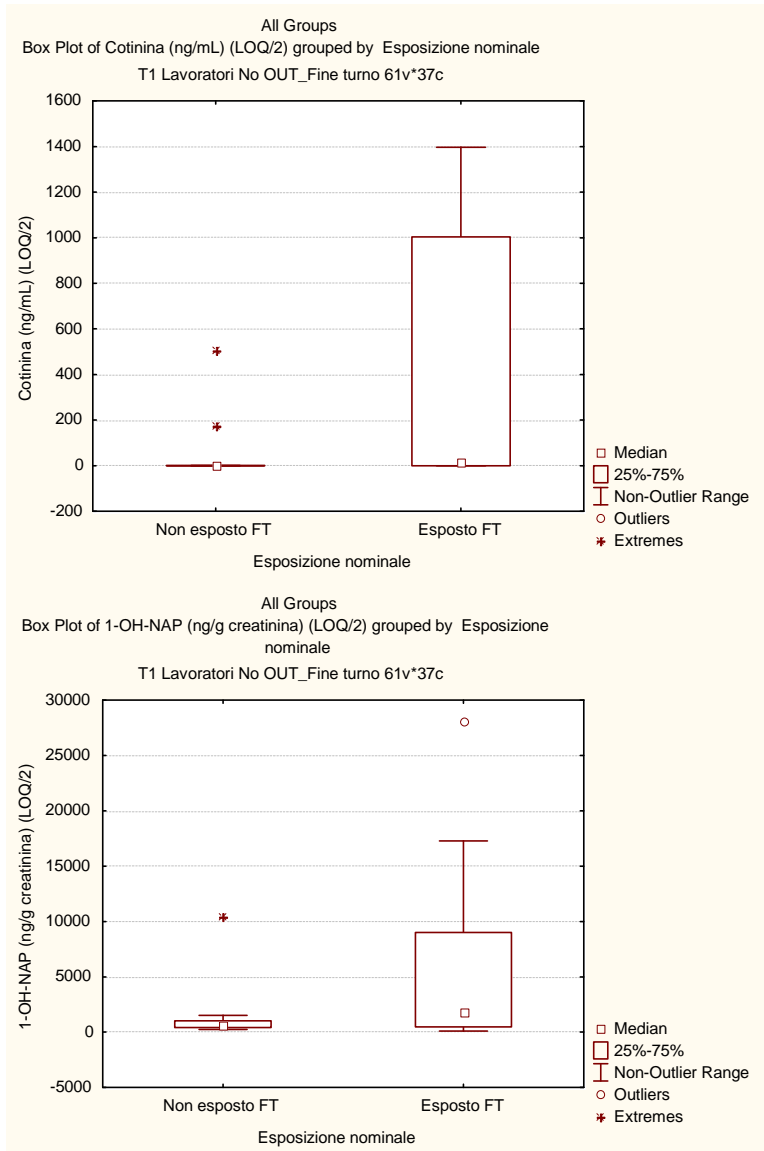 All Groups
Box Plot of Cotinina (ng/mL) (LOQ/2) grouped by Esposizione nominale
T1 Lavoratori No OUT_Fine turno 61v*37c
1600
1400
1200
1000
800
600
400
200
0
-200
Cotinina (ng/mL) (LOQ/2)
Non esposto FT
Esposto FT
Esposizione nominale
Median
25%-75%
Non-Outlier Range
Outliers
Extremes
All Groups
Box Plot of 1-OH-NAP (ng/g creatinina) (LOQ/2) grouped by Esposizione
nominale
T1 Lavoratori No OUT_Fine turno 61v*37c
30000
25000
20000
15000
10000
5000
0
-5000
1-OH-NAP (ng/g creatinina) (LOQ/2)
Non esposto FT
Esposto FT
Esposizione nominale
Median
25%-75%
Non-Outlier Range
Outliers
Extremes